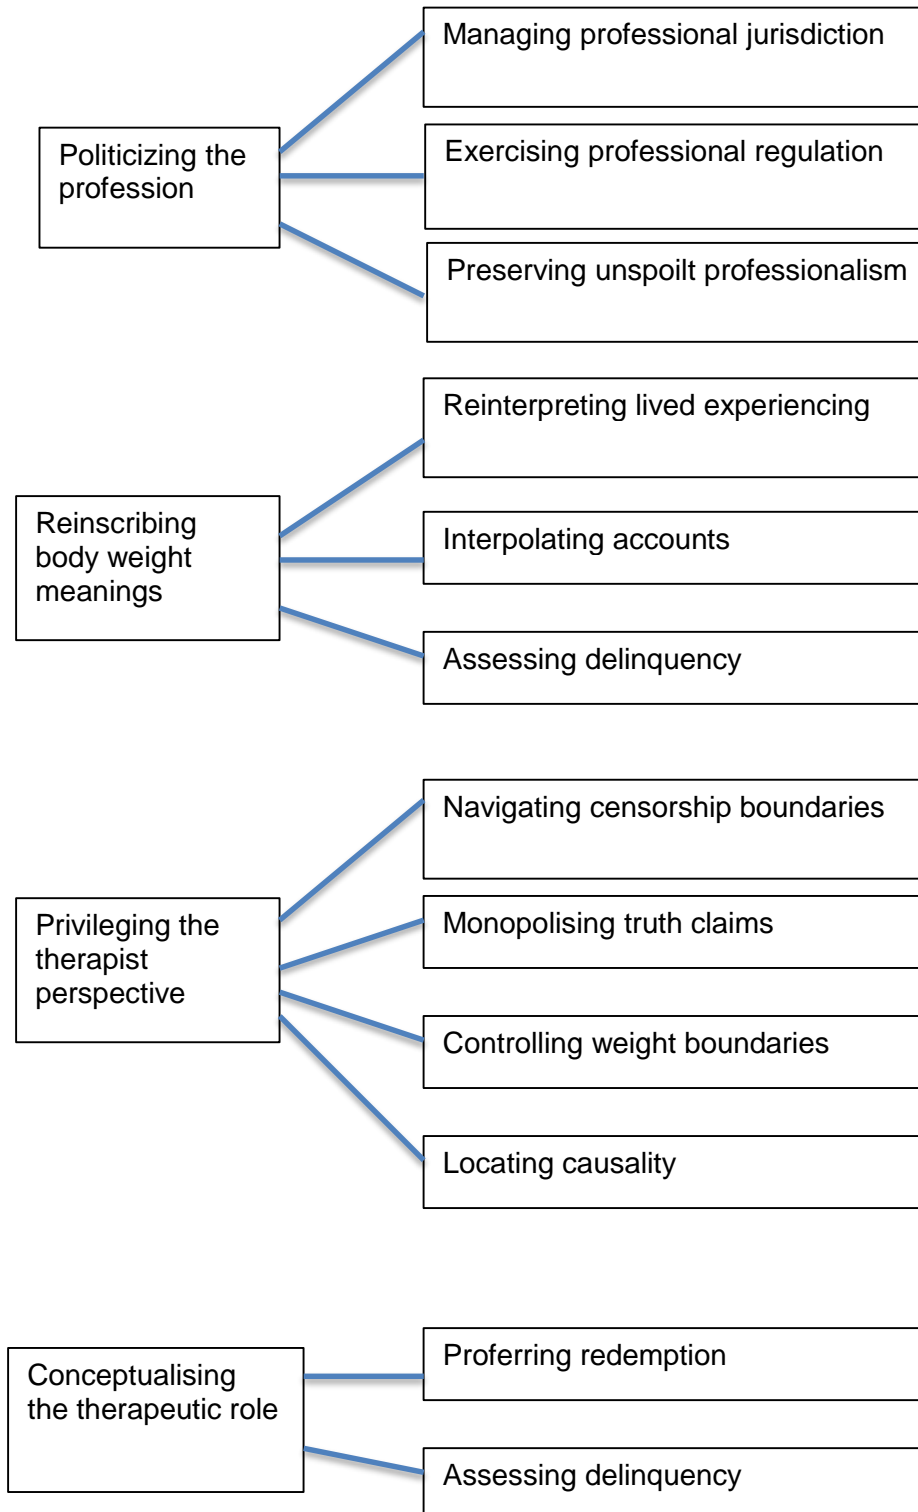 Managing professional jurisdiction
Politicizing the
profession
Exercising professional regulation
Preserving unspoilt professionalism
Reinterpreting lived experiencing
Reinscribing
body weight
meanings
Interpolating accounts
Assessing delinquency
Navigating censorship boundaries
Privileging the
therapist
perspective
Monopolising truth claims
Controlling weight boundaries
Locating causality
Conceptualising
the therapeutic role
Proferring redemption
Assessing delinquency